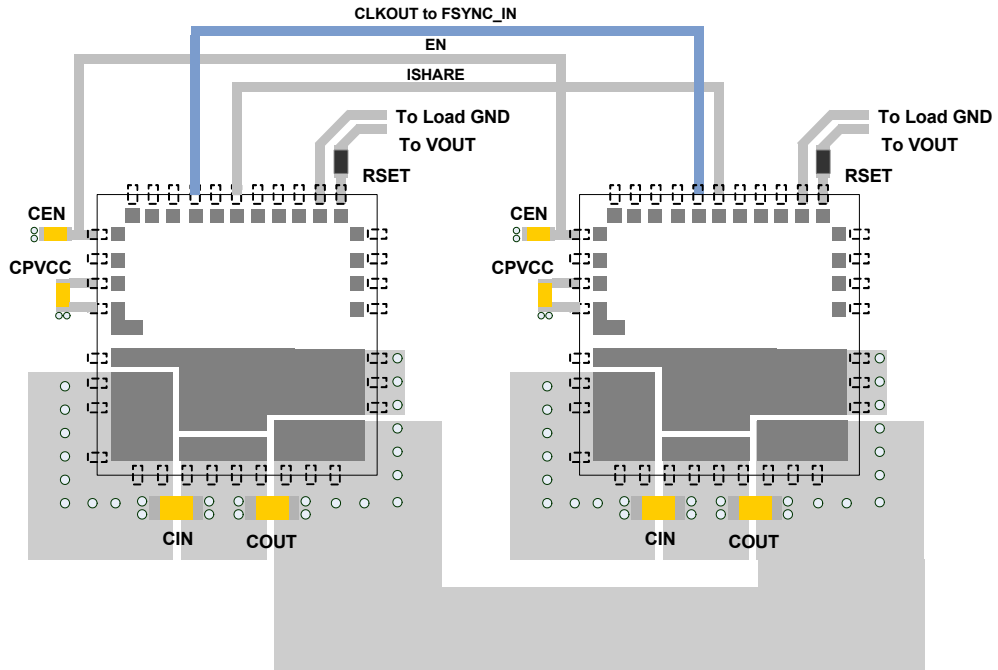 CLKOUT to FSYNC_IN
EN
ISHARE
To Load GND
To VOUT
RSET
To Load GND
To VOUT
RSET
CEN
CPVCC
CEN
CPVCC
CIN
COUT
CIN
COUT